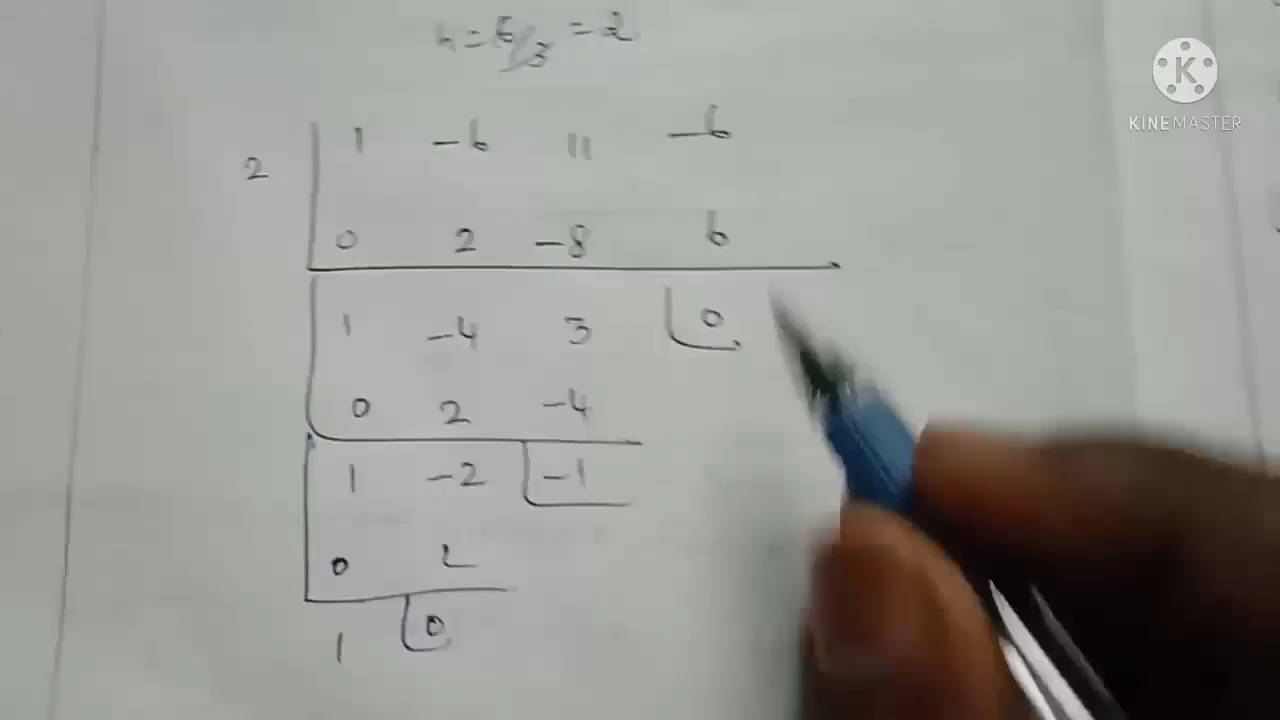 h = 6/3 = 2
K
KINEMASTER
1 -6 11 -6
2
0 2 -8 6
1 -4 3 0
0 2 -4
1 -2 -1
0 2
1 0